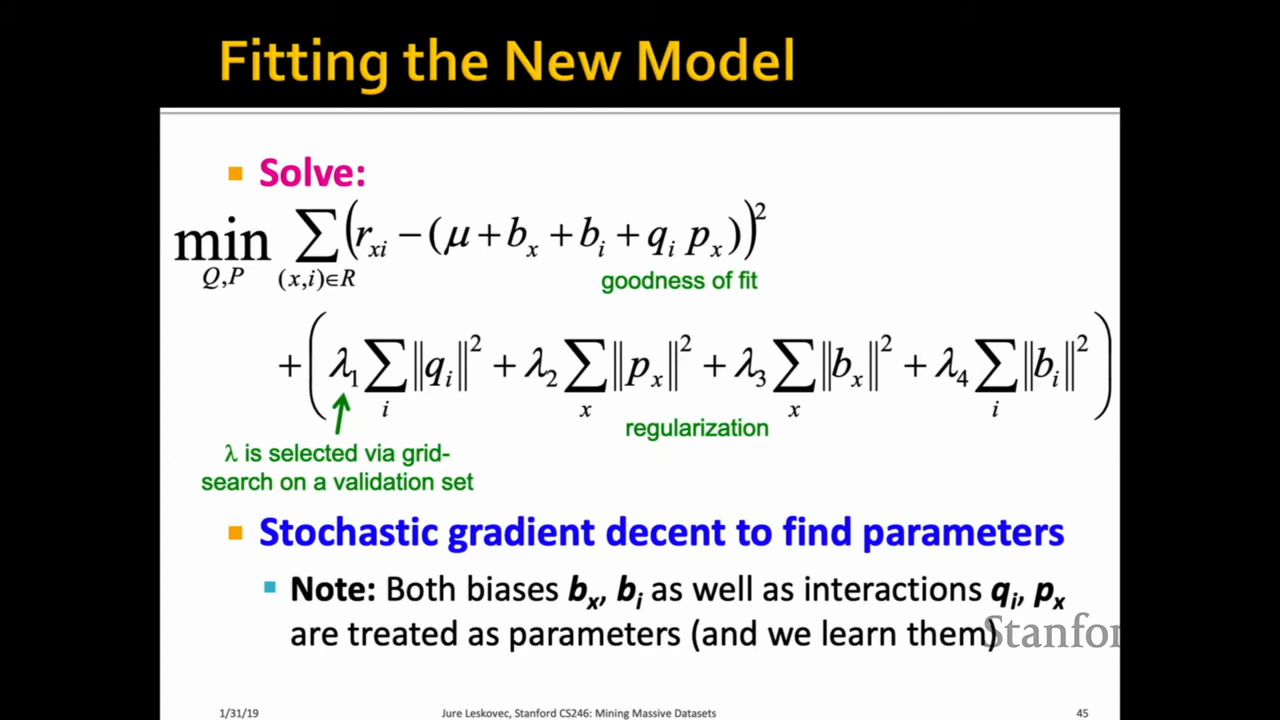 Fitting the New Model
Solve:
min Σ (r_xi − (μ + b_x + b_i + q_i p_x))²
Q,P (x,i)∈R
goodness of fit
+ (λ₁ Σ ‖q_i‖² + λ₂ Σ ‖p_x‖² + λ₃ Σ ‖b_x‖² + λ₄ Σ ‖b_i‖²)
i x x i
regularization
λ is selected via grid-
search on a validation set
Stochastic gradient decent to find parameters
Note: Both biases b_x, b_i as well as interactions q_i, p_x
are treated as parameters (and we learn them)
Stanfor
1/31/19 Jure Leskovec, Stanford CS246: Mining Massive Datasets 45